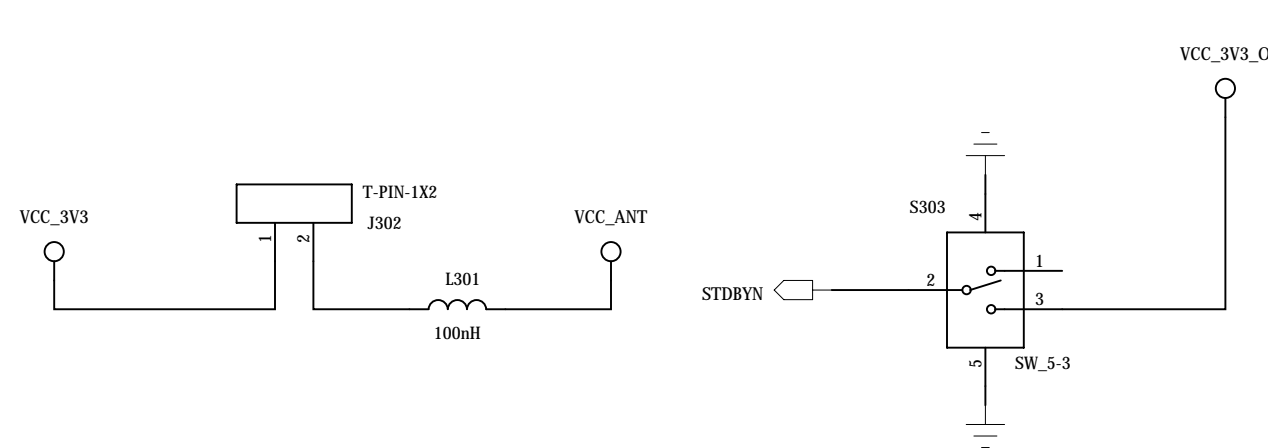 VCC_3V3_O
T-PIN-1X2
J302
VCC_3V3
VCC_ANT
1
2
L301
100nH
S303
4
STDBYN
2
1
3
5
SW_5-3